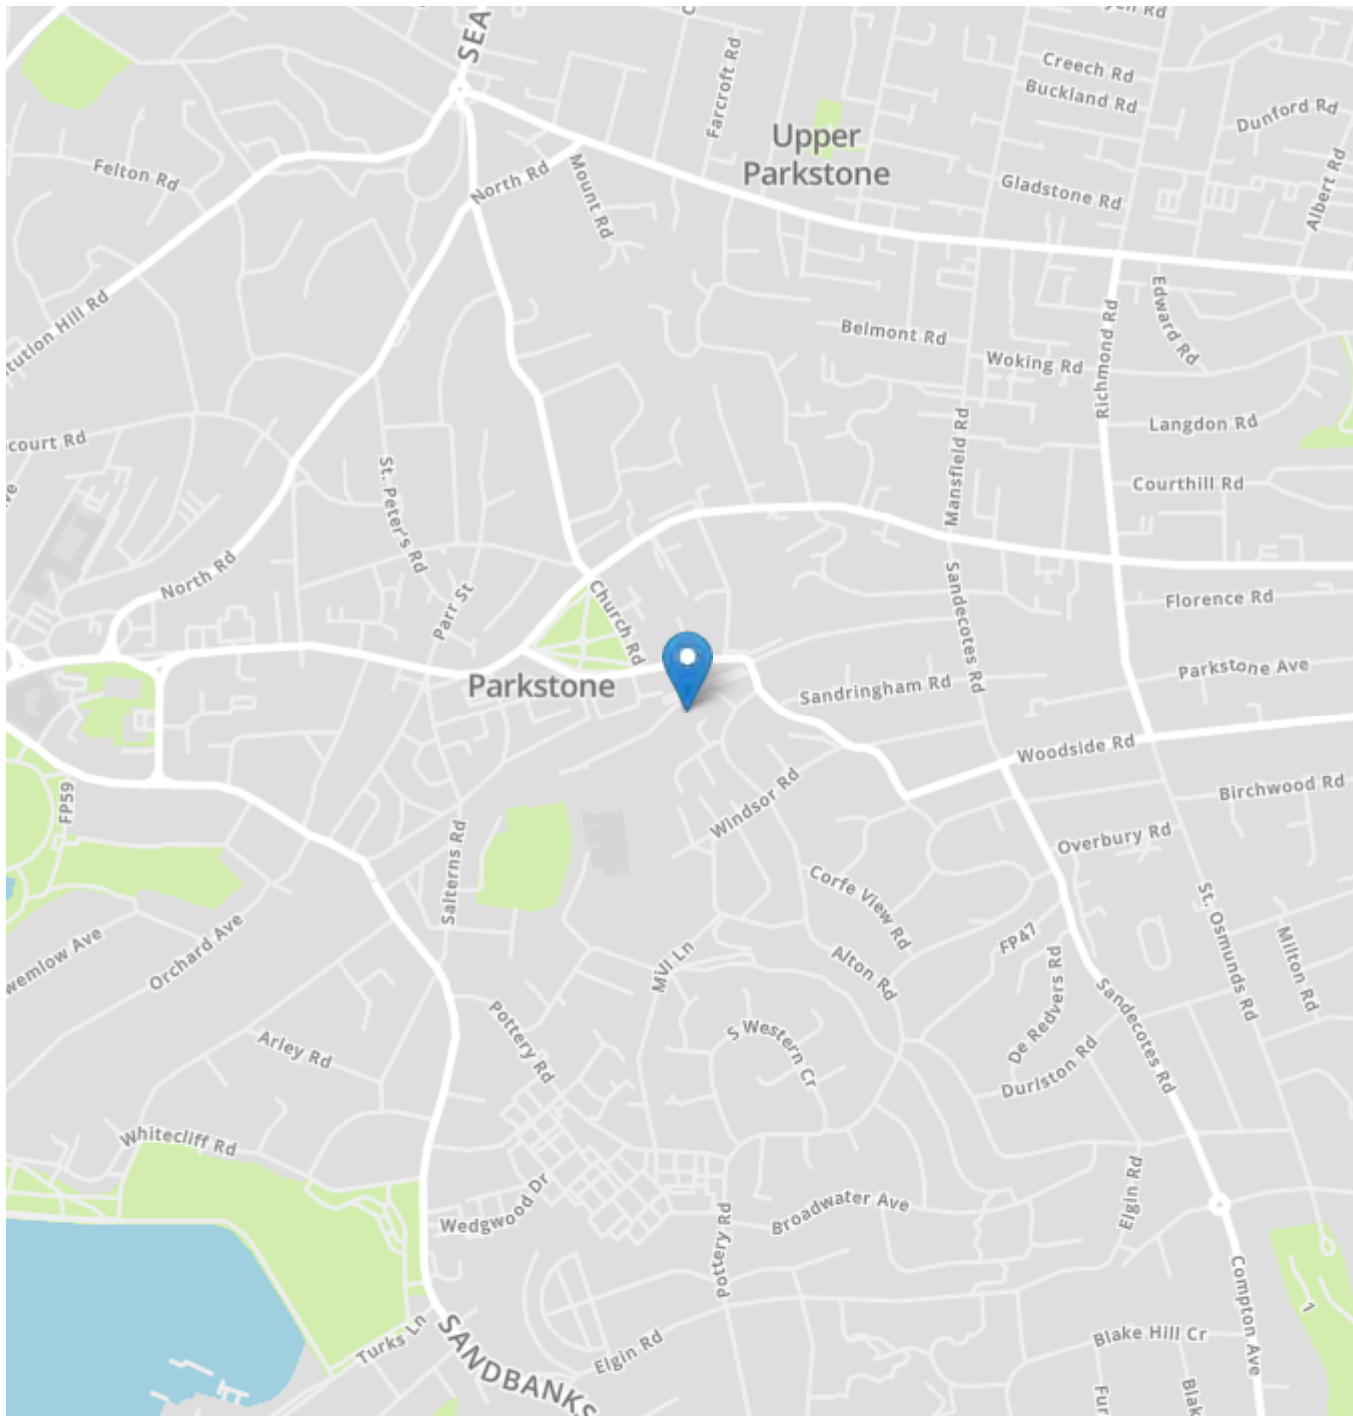 SEA
Farcroft Rd
Creech Rd
Buckland Rd
Dunford Rd
Upper
Parkstone
Felton Rd
North Rd
Mount Rd
Gladstone Rd
Albert Rd
Edward Rd
tution Hill Rd
Belmont Rd
Woking Rd
Richmond Rd
Langdon Rd
court Rd
Mansfield Rd
St. Peter's Rd
Courthill Rd
North Rd
Parr St
Church Rd
Sandecotes Rd
Florence Rd
Parkstone
Sandringham Rd
Parkstone Ave
Woodside Rd
FP59
Windsor Rd
Birchwood Rd
Salterns Rd
Overbury Rd
Corfe View Rd
St. Osmunds Rd
wemlow Ave
Orchard Ave
Mill Ln
Alton Rd
FP47
De Redvers Rd
Milton Rd
Arley Rd
Pottery Rd
S Western Cr
Sandecotes Rd
Durlston Rd
Whitecliff Rd
Wedgwood Dr
Broadwater Ave
Elgin Rd
Pottery Rd
Compton Ave
1
Turks Ln
SANDBANKS
Elgin Rd
Blake Hill Cr
Fur
Blak